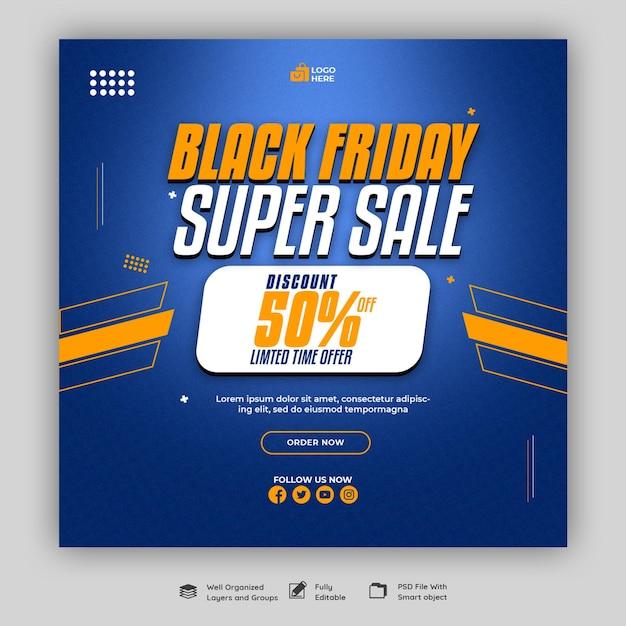 LOGO
HERE
BLACK FRIDAY
SUPER SALE
DISCOUNT
50% OFF
LIMTED TIME OFFER
Lorem ipsum dolor sit amet, adipisc-
ing elit, sed do eiusmod tempormagna
ORDER NOW
FOLLOW US NOW
Well Organized
Layers and Groups
Fully
Editable
PSD File With
Smart object